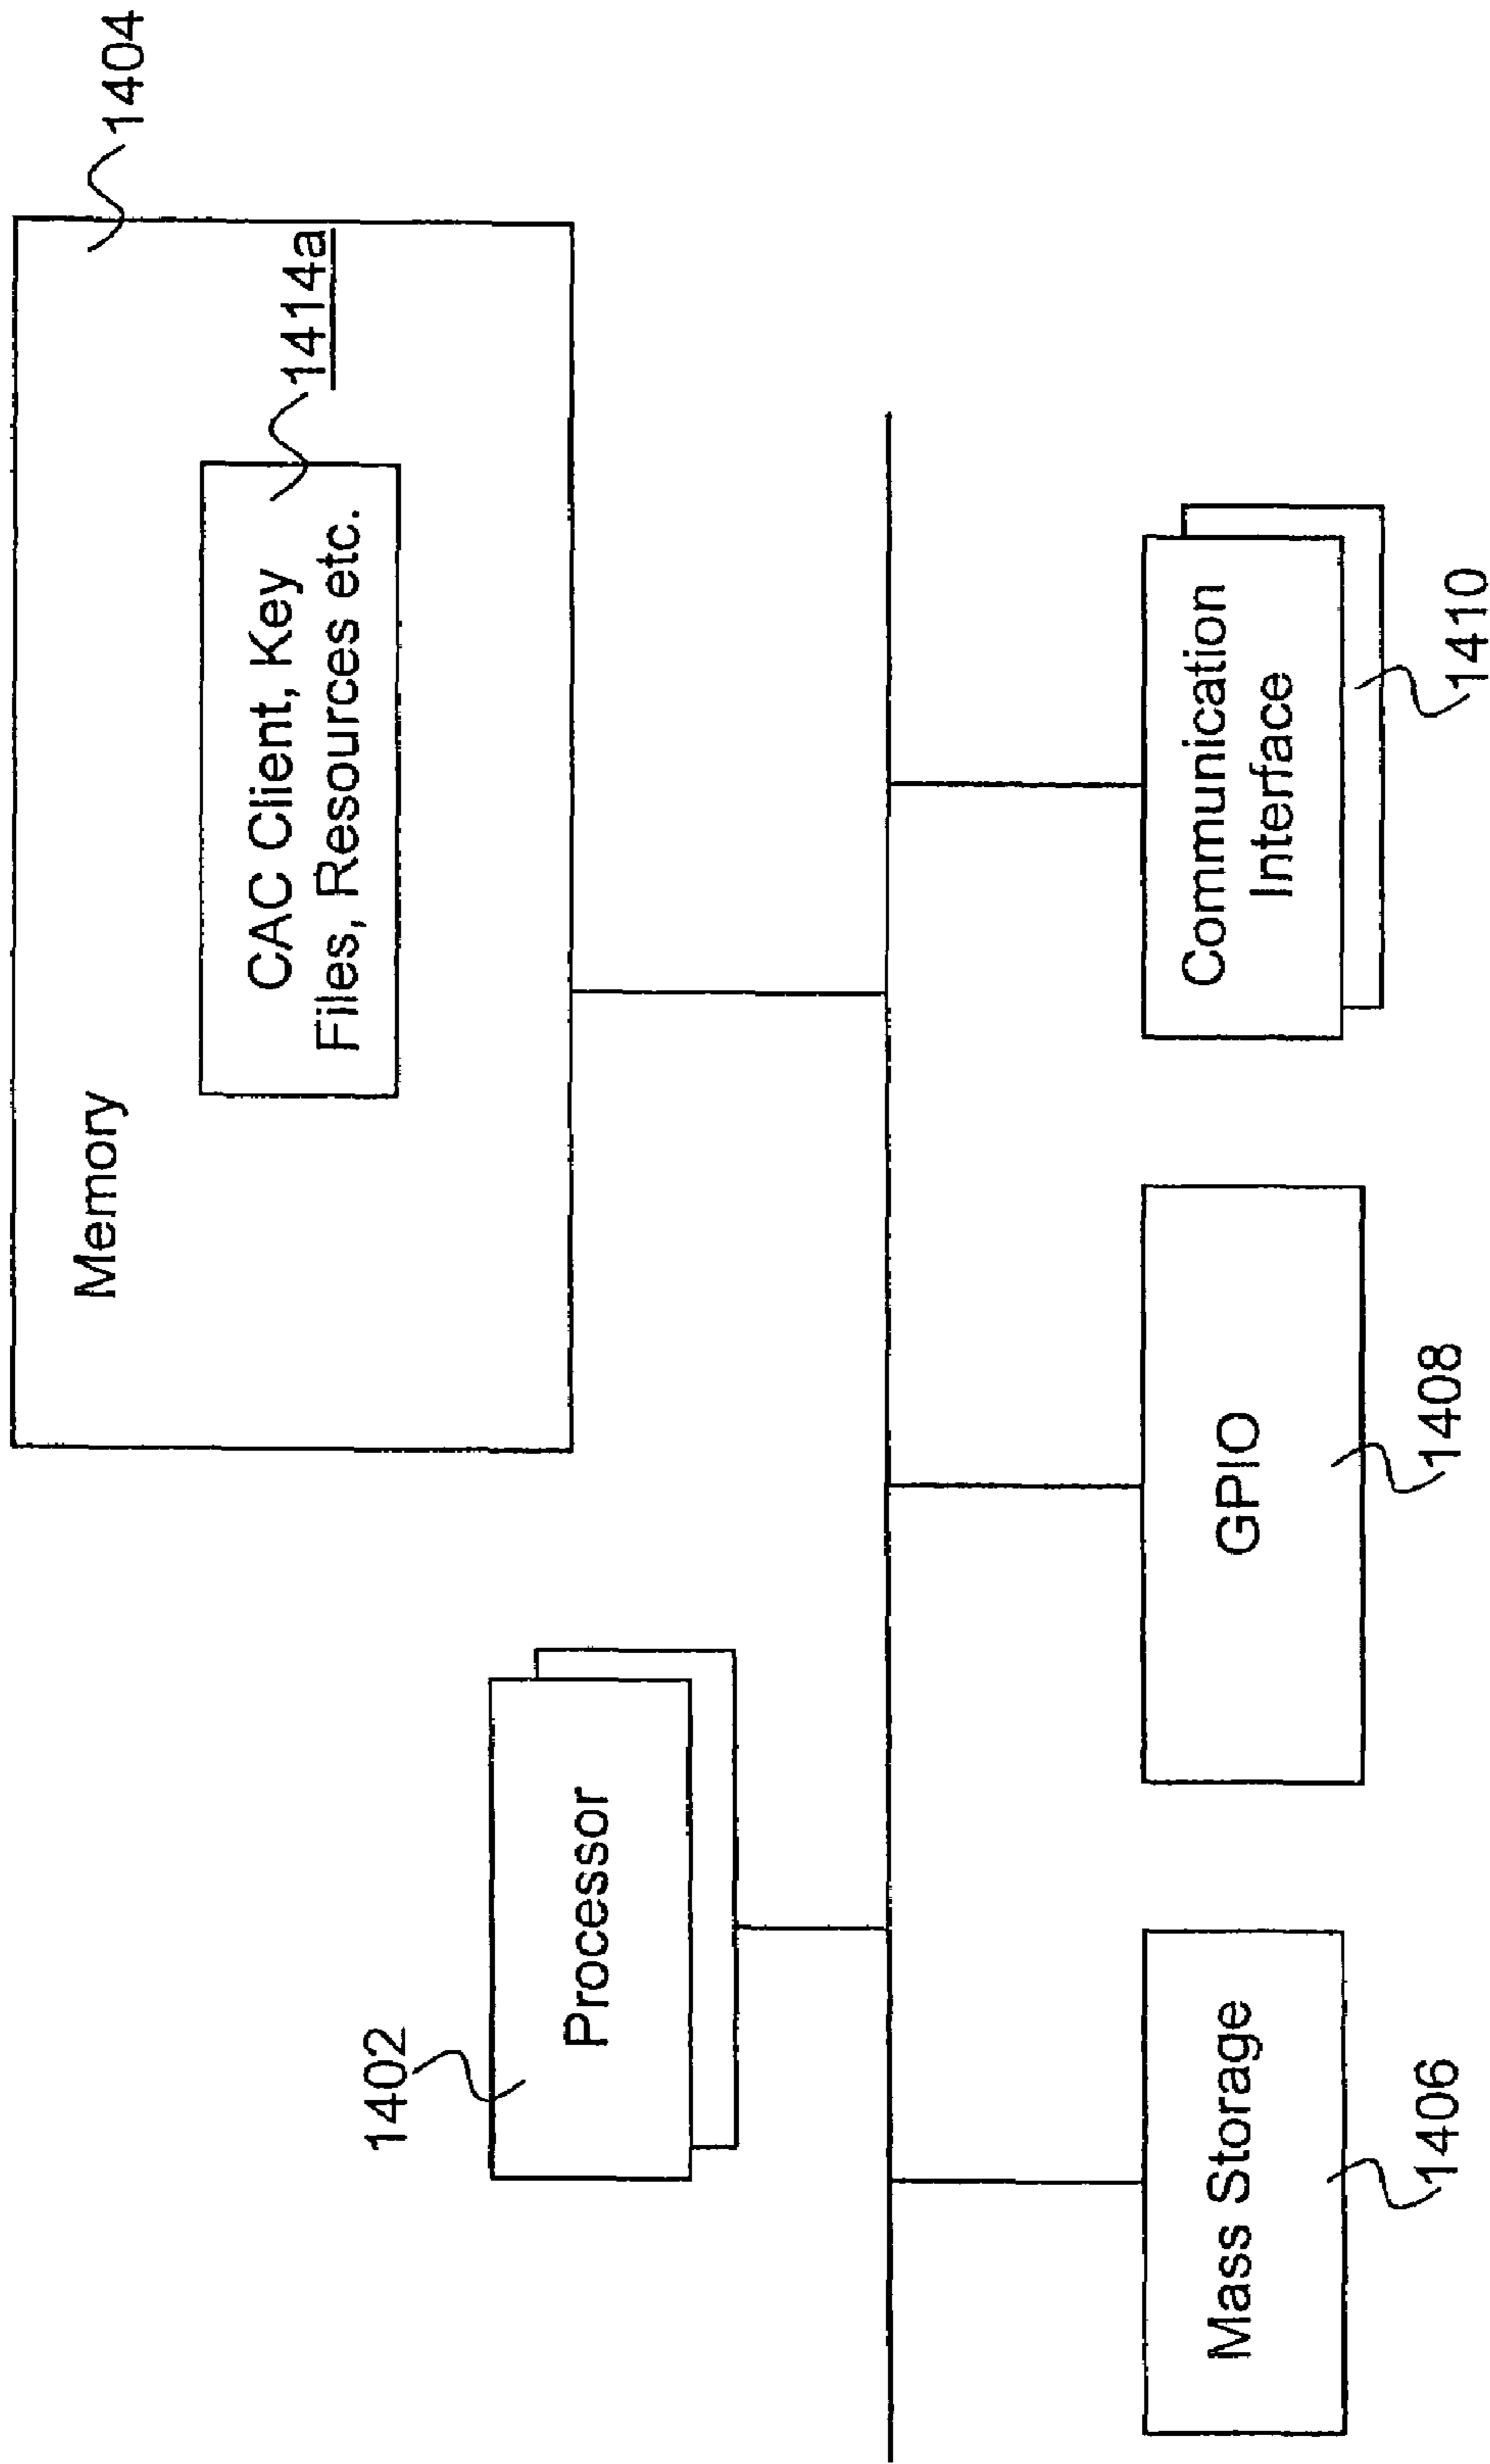 1404
Memory
1414a
CAC Client, Key
Files, Resources etc.
1402
Processor
Mass Storage
1406
GPIO
1408
Communication
Interface
1410